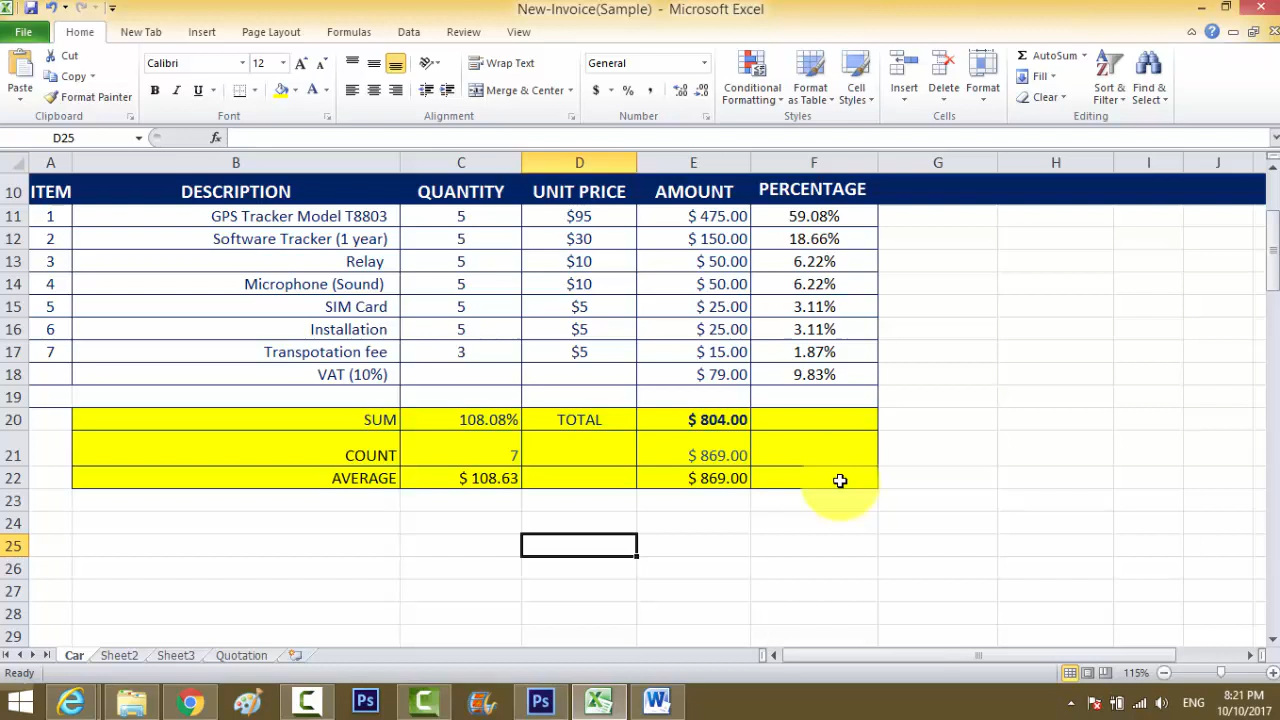 New-Invoice(Sample) - Microsoft Excel
File Home New Tab Insert Page Layout Formulas Data Review View
Cut
Copy
Format Painter
Paste
Clipboard
Calibri 12
B I U
Font
Wrap Text
Merge & Center
Alignment
General
$ % ,
Number
Conditional Formatting
Format as Table
Cell Styles
Styles
Insert Delete Format
Cells
AutoSum
Fill
Clear
Sort & Filter
Find & Select
Editing
D25 fx
A B C D E F G H I J
10 ITEM DESCRIPTION QUANTITY UNIT PRICE AMOUNT PERCENTAGE
11 1 GPS Tracker Model T8803 5 $95 $ 475.00 59.08%
12 2 Software Tracker (1 year) 5 $30 $ 150.00 18.66%
13 3 Relay 5 $10 $ 50.00 6.22%
14 4 Microphone (Sound) 5 $10 $ 50.00 6.22%
15 5 SIM Card 5 $5 $ 25.00 3.11%
16 6 Installation 5 $5 $ 25.00 3.11%
17 7 Transpotation fee 3 $5 $ 15.00 1.87%
18 VAT (10%) $ 79.00 9.83%
19
20 SUM 108.08% TOTAL $ 804.00
21 COUNT 7 $ 869.00
22 AVERAGE $ 108.63 $ 869.00
23
24
25
26
27
28
29
Car Sheet2 Sheet3 Quotation
Ready 115%
ENG
8:21 PM
10/10/2017